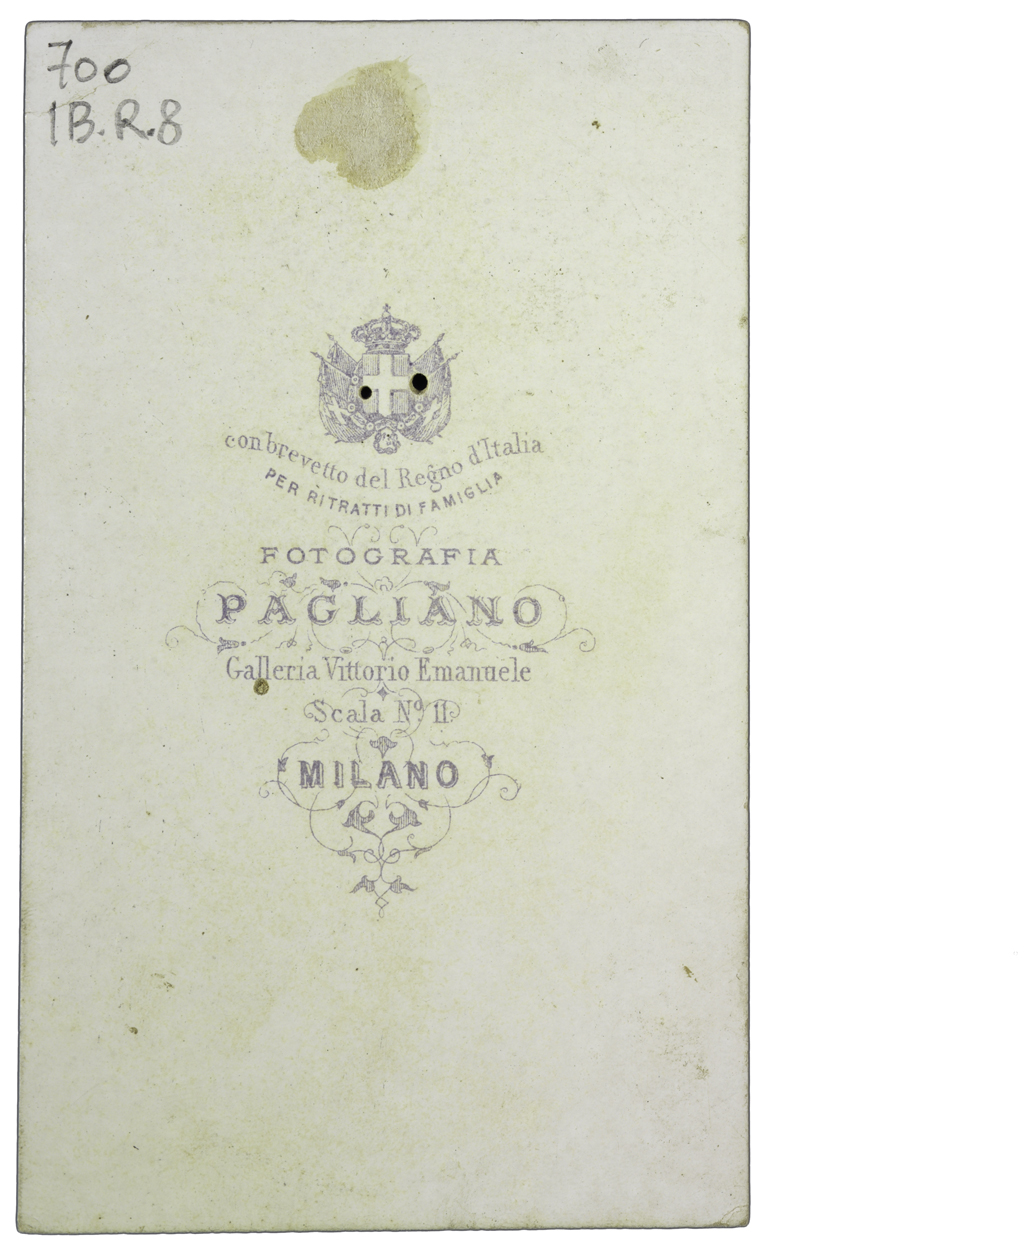 700
1B.R.8
con brevetto del Regno d'Italia
PER RITRATTI DI FAMIGLIA
FOTOGRAFIA
PAGLIANO
Galleria Vittorio Emanuele
Scala Nº 11
MILANO